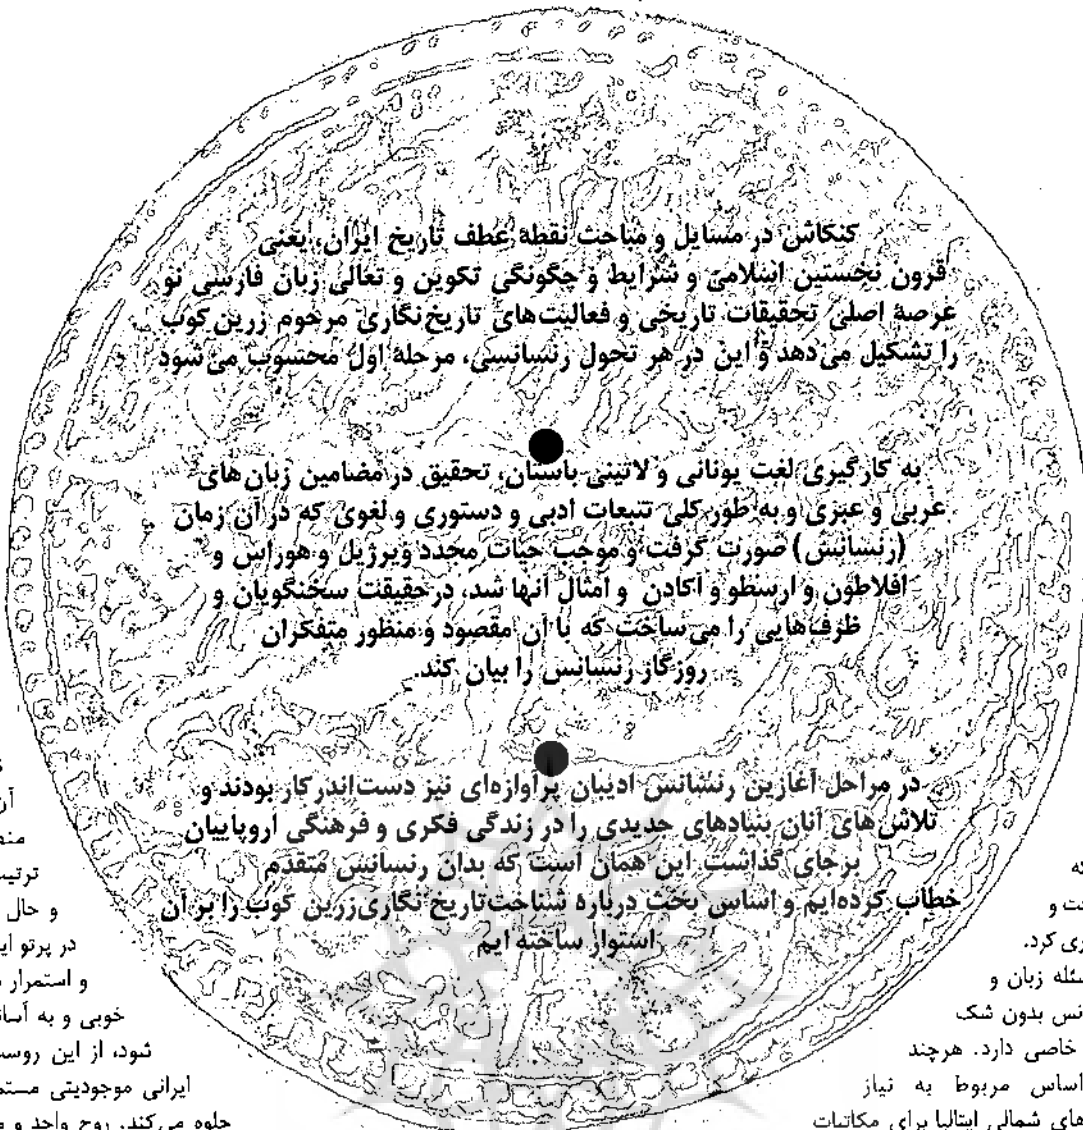 کنکاش در مسایل و مباحث نقطهٔ عطف تاریخ ایران، یعنی
قرون نخستین اسلامی و شرایط و چگونگی تکوین و تعالی زبان فارسی نو
عرصهٔ اصلی تحقیقات تاریخی و فعالیت‌های تاریخ‌نگاری مرحوم زرین‌کوب
را تشکیل می‌دهد و این در هر تحول رنسانسی، مرحلهٔ اول محسوب می‌شود
به کارگیری لغت یونانی و لاتینی باستان، تحقیق در مضامین زبان‌های
عربی و عبری و به طور کلی تتبعات ادبی و دستوری و لغوی که در آن زمان
(رنسانس) صورت گرفت و موجب حیات مجدد ویرژیل و هوراس و
افلاطون و ارسطو و آکادن و امثال آنها شد، در حقیقت سخنگویان و
ظرف‌هایی را می‌ساخت که با آن مقصود و منظور متفکران
روزگار رنسانس را بیان کند.
در مراحل آغازین رنسانس ادیبان پرآوازه‌ای نیز دست‌اندرکار بودند و
تلاش‌های آنان بنیادهای جدیدی را در زندگی فکری و فرهنگی اروپاییان
برجای گذاشت. این همان است که بدان رنسانس متقدم
خطاب کرده‌ایم و اساس بحث دربارهٔ شناخت تاریخ نگاری زرین کوب را بر آن
استوار ساخته ایم
ئله زبان و
انس بدون شک
خاصی دارد. هرچند
اساس مربوط به نیاز
های شمالی ایتالیا برای مکاتبات
ترتیب
و حال
در پرتو این
و استمرار
خوبی و به آسا
شود، از این روست
ایرانی موجودیتی مستم
جلوه می‌کند. روح واحد و م